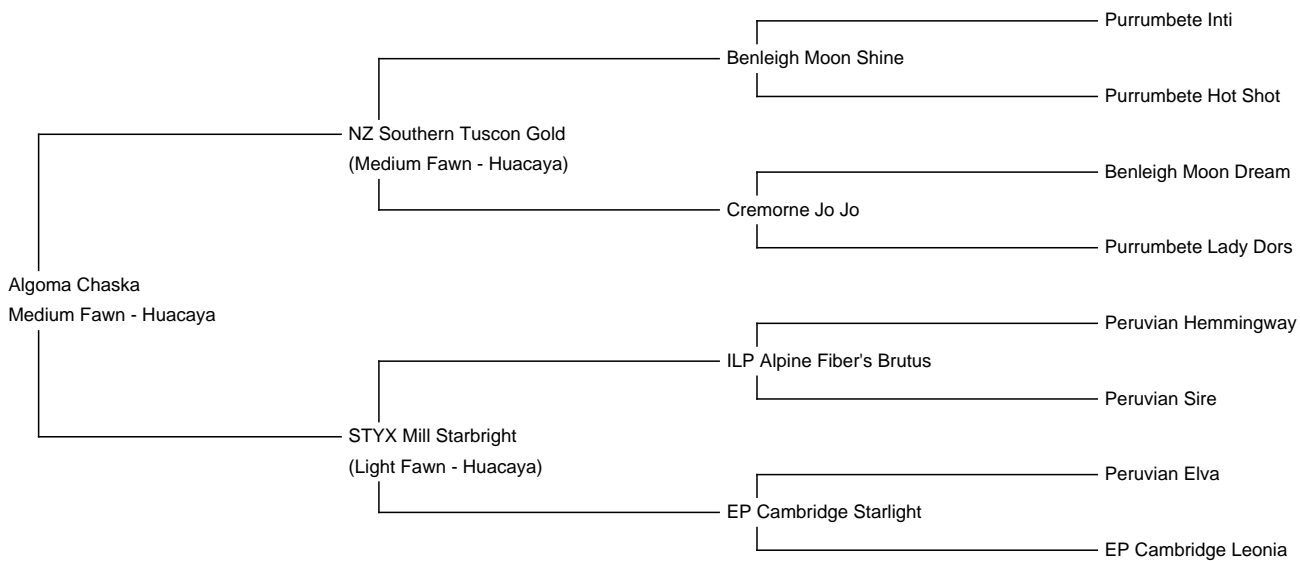 Purrumbete Inti
Benleigh Moon Shine
Purrumbete Hot Shot
NZ Southern Tuscon Gold
(Medium Fawn - Huacaya)
Benleigh Moon Dream
Cremorne Jo Jo
Purrumbete Lady Dors
Algoma Chaska
Medium Fawn - Huacaya
Peruvian Hemmingway
ILP Alpine Fiber's Brutus
Peruvian Sire
STYX Mill Starbright
(Light Fawn - Huacaya)
Peruvian Elva
EP Cambridge Starlight
EP Cambridge Leonia